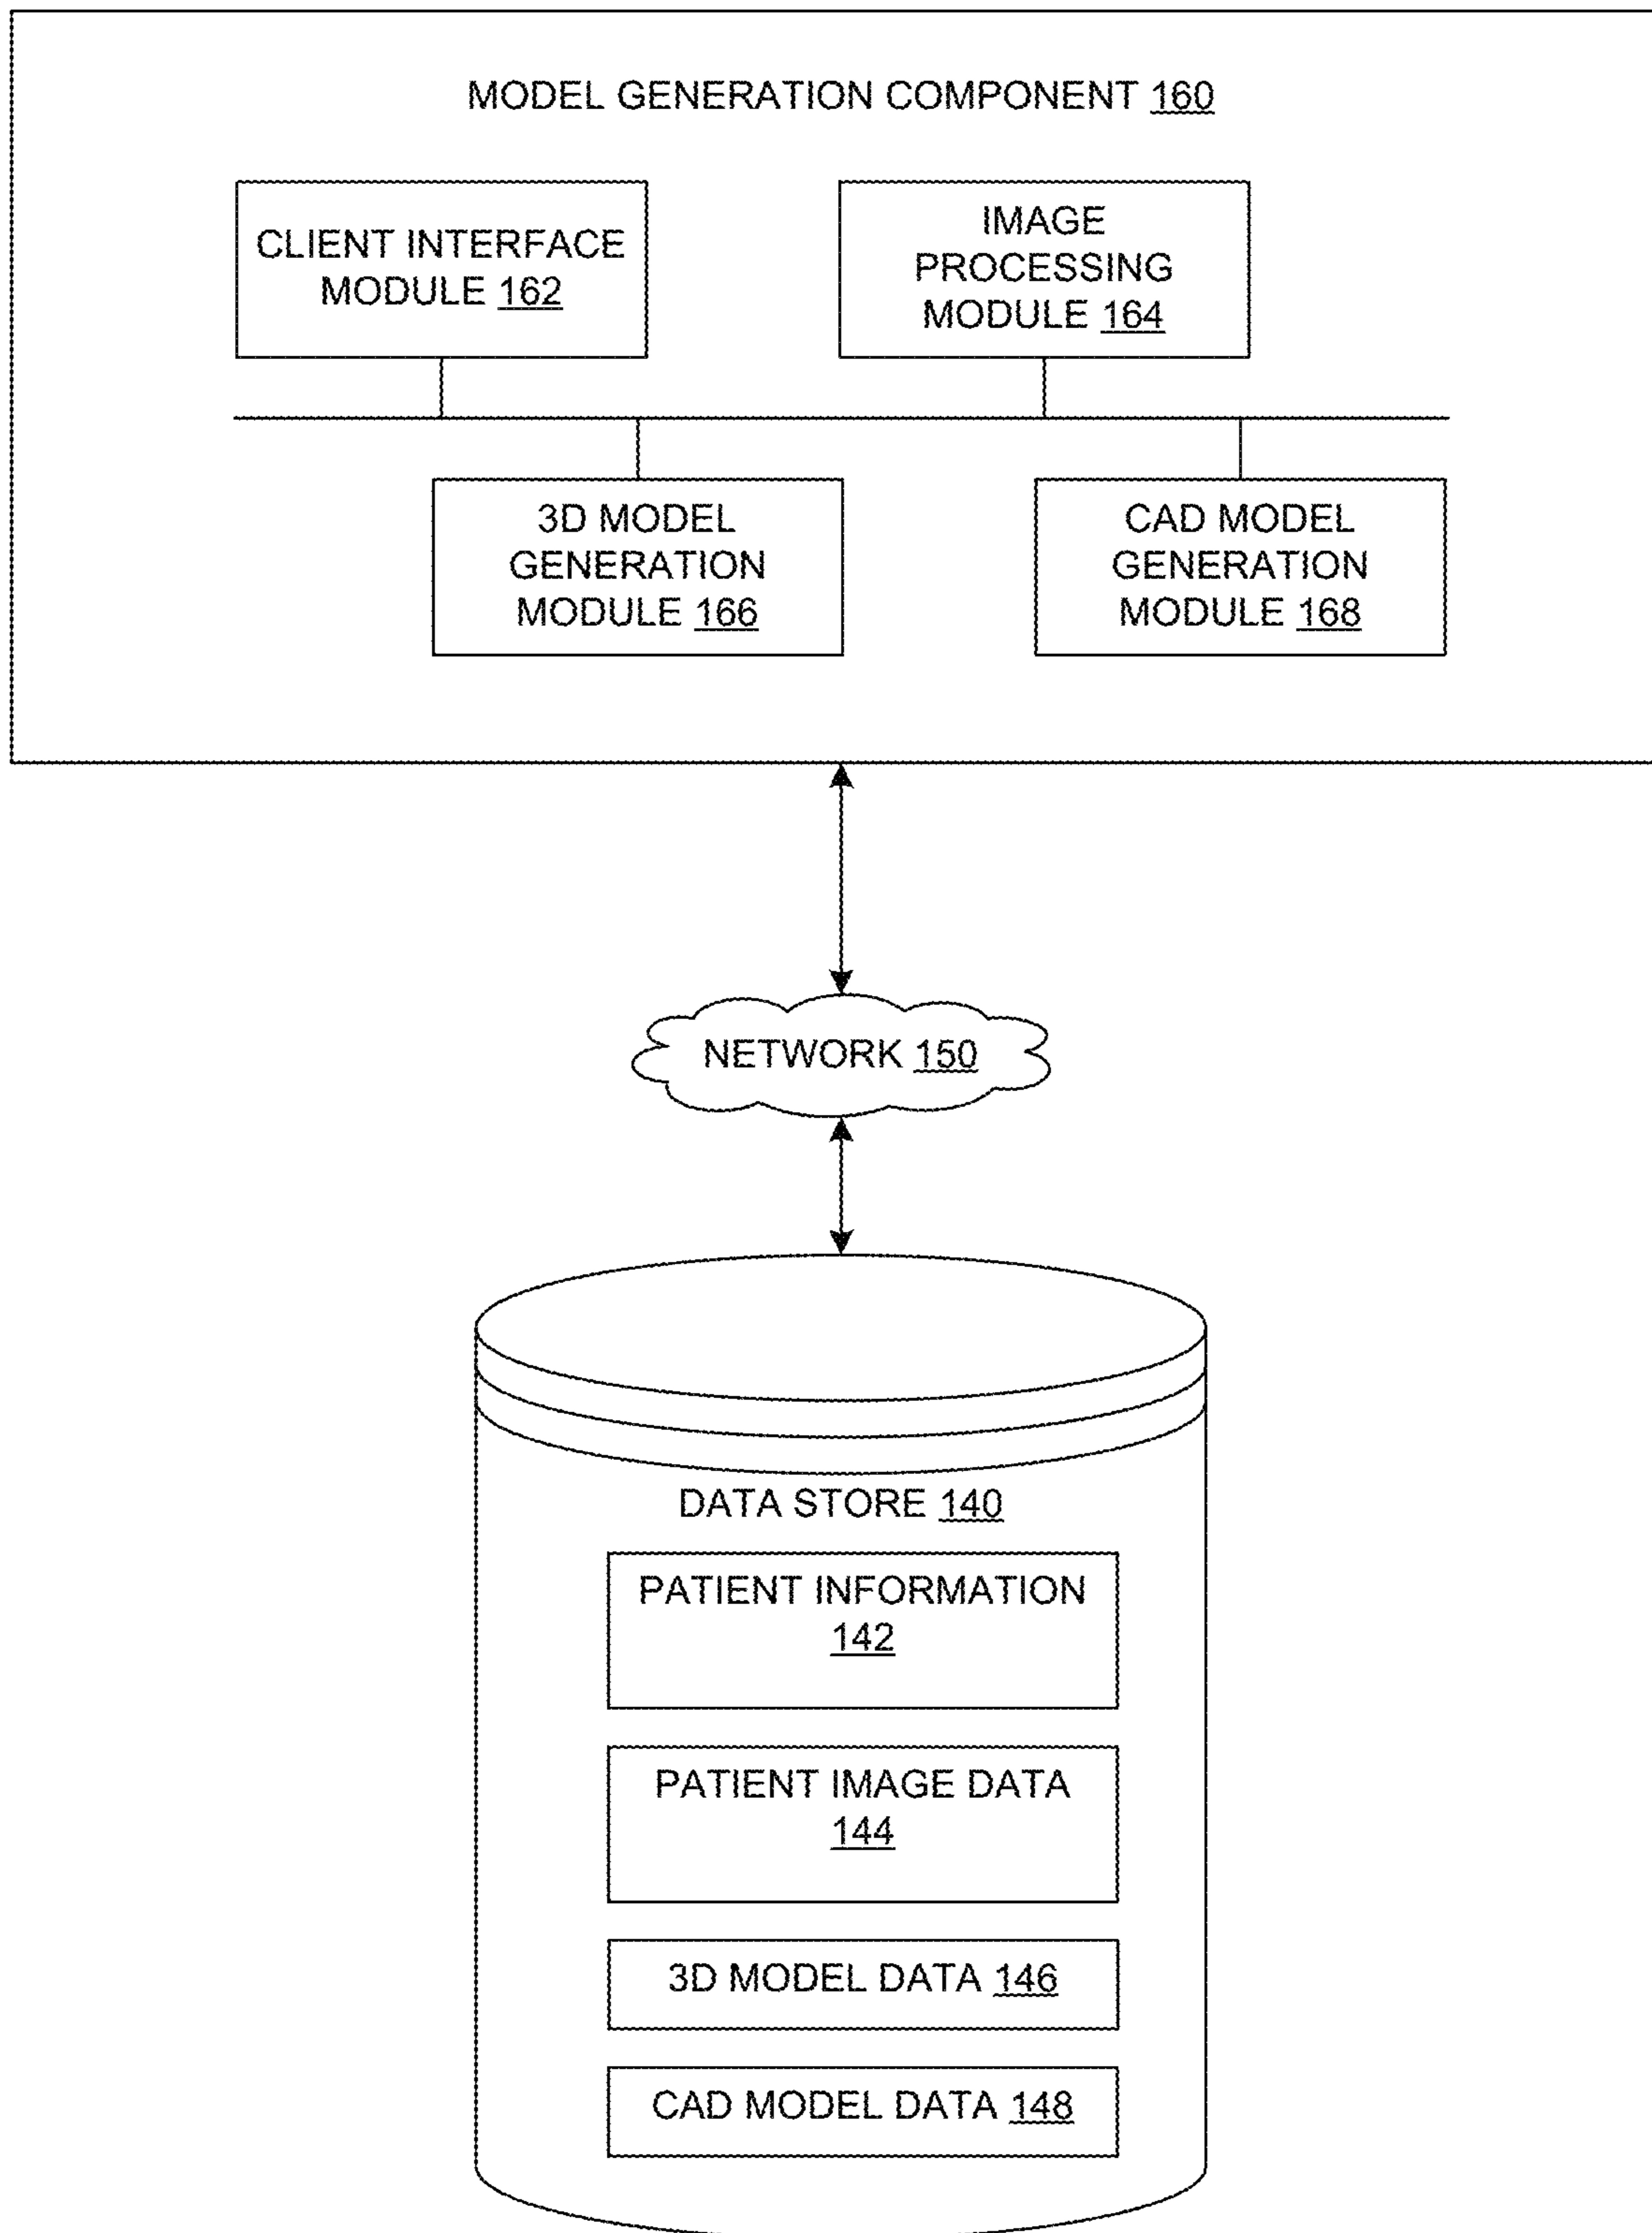 MODEL GENERATION COMPONENT 160
CLIENT INTERFACE
MODULE 162
IMAGE
PROCESSING
MODULE 164
3D MODEL
GENERATION
MODULE 166
CAD MODEL
GENERATION
MODULE 168
NETWORK 150
DATA STORE 140
PATIENT INFORMATION
142
PATIENT IMAGE DATA
144
3D MODEL DATA 146
CAD MODEL DATA 148